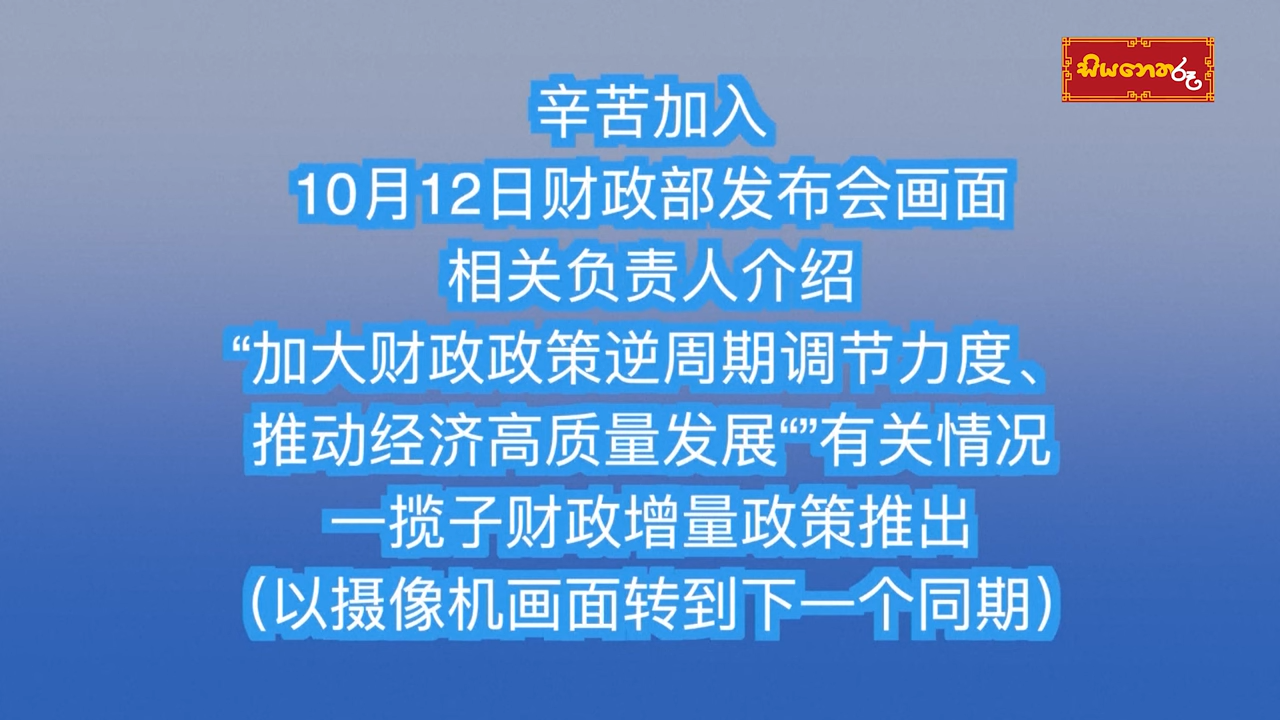 සියනෙතරූ
辛苦加入
10月12日财政部发布会画面
相关负责人介绍
“加大财政政策逆周期调节力度、
推动经济高质量发展“”有关情况
一揽子财政增量政策推出
（以摄像机画面转到下一个同期）